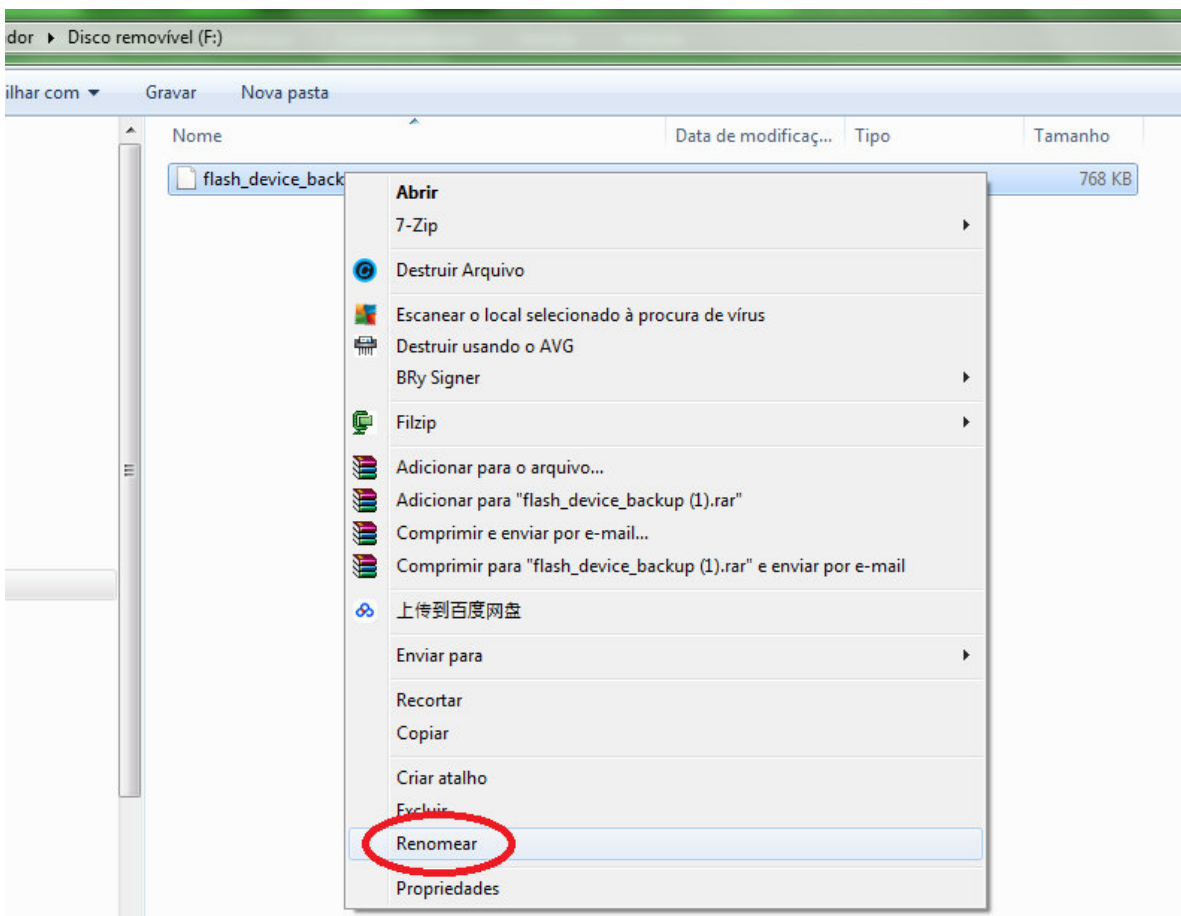 dor ▸ Disco removível (F:)
ilhar com Gravar Nova pasta
Nome Data de modificaç... Tipo Tamanho
flash_device_back 768 KB
Abrir
7-Zip
Destruir Arquivo
Escanear o local selecionado à procura de vírus
Destruir usando o AVG
BRy Signer
Filzip
Adicionar para o arquivo...
Adicionar para "flash_device_backup (1).rar"
Comprimir e enviar por e-mail...
Comprimir para "flash_device_backup (1).rar" e enviar por e-mail
上传到百度网盘
Enviar para
Recortar
Copiar
Criar atalho
Excluir
Renomear
Propriedades